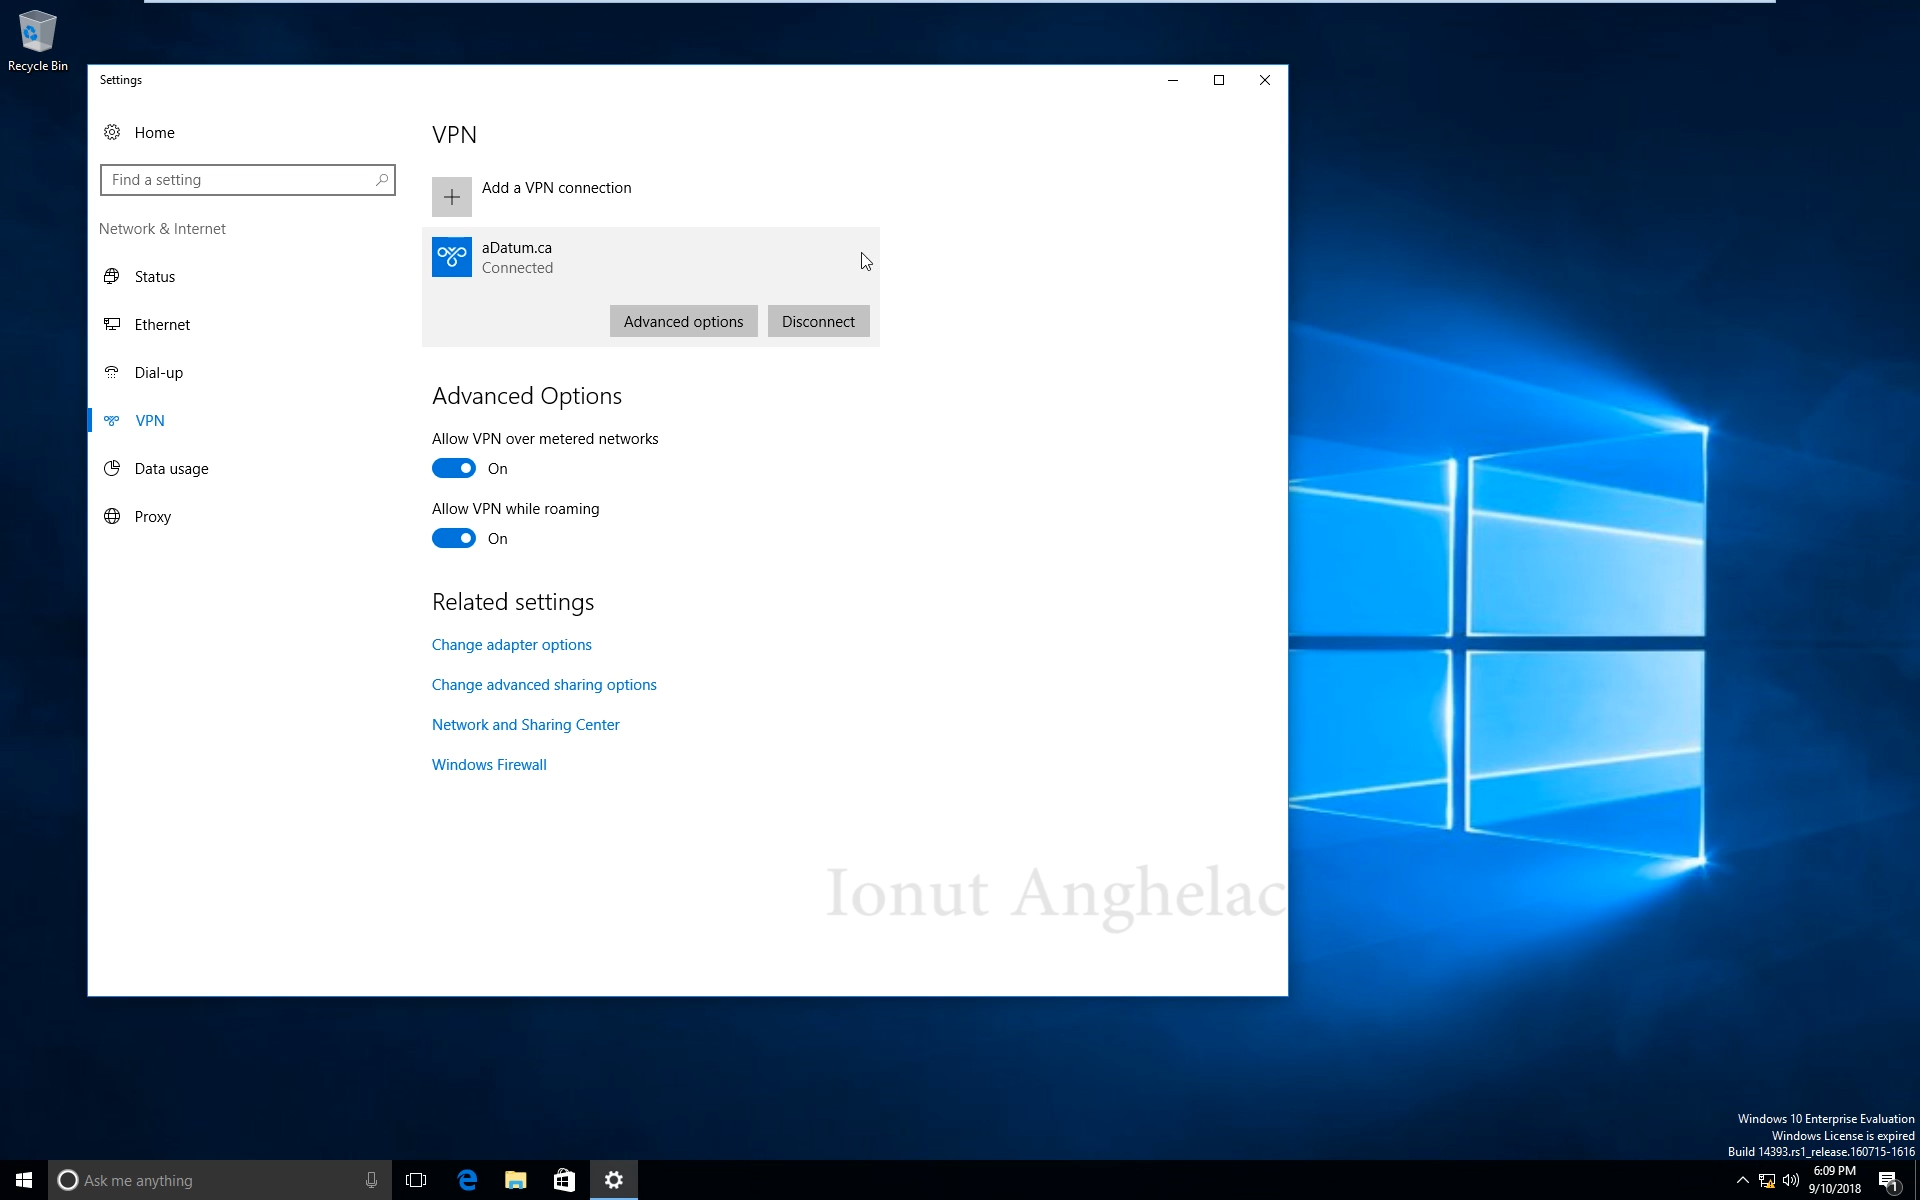 Recycle Bin
Settings
Home
Find a setting
Network & Internet
Status
Ethernet
Dial-up
VPN
Data usage
Proxy
VPN
Add a VPN connection
aDatum.ca
Connected
Advanced options
Disconnect
Advanced Options
Allow VPN over metered networks
On
Allow VPN while roaming
On
Related settings
Change adapter options
Change advanced sharing options
Network and Sharing Center
Windows Firewall
Ionut Anghelac
Windows 10 Enterprise Evaluation
Windows License is expired
Build 14393.rs1_release.160715-1616
Ask me anything
6:09 PM
9/10/2018
1